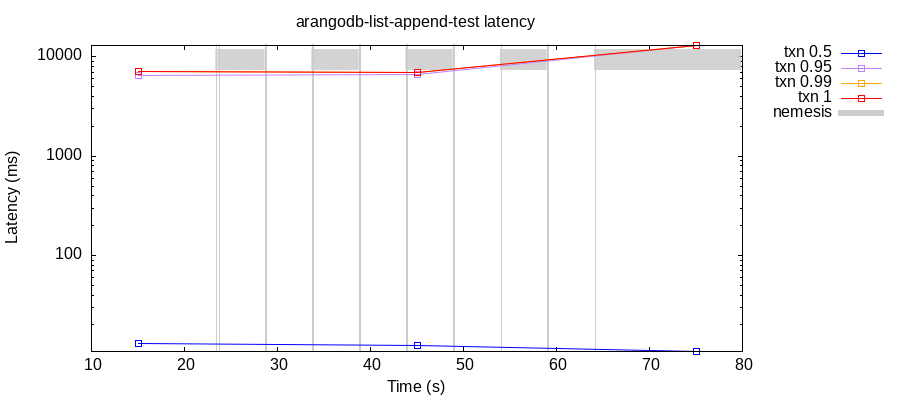 arangodb-list-append-test latency
10000
1000
100
Latency (ms)
10 20 30 40 50 60 70 80
Time (s)
txn 0.5
txn 0.95
txn 0.99
txn 1
nemesis